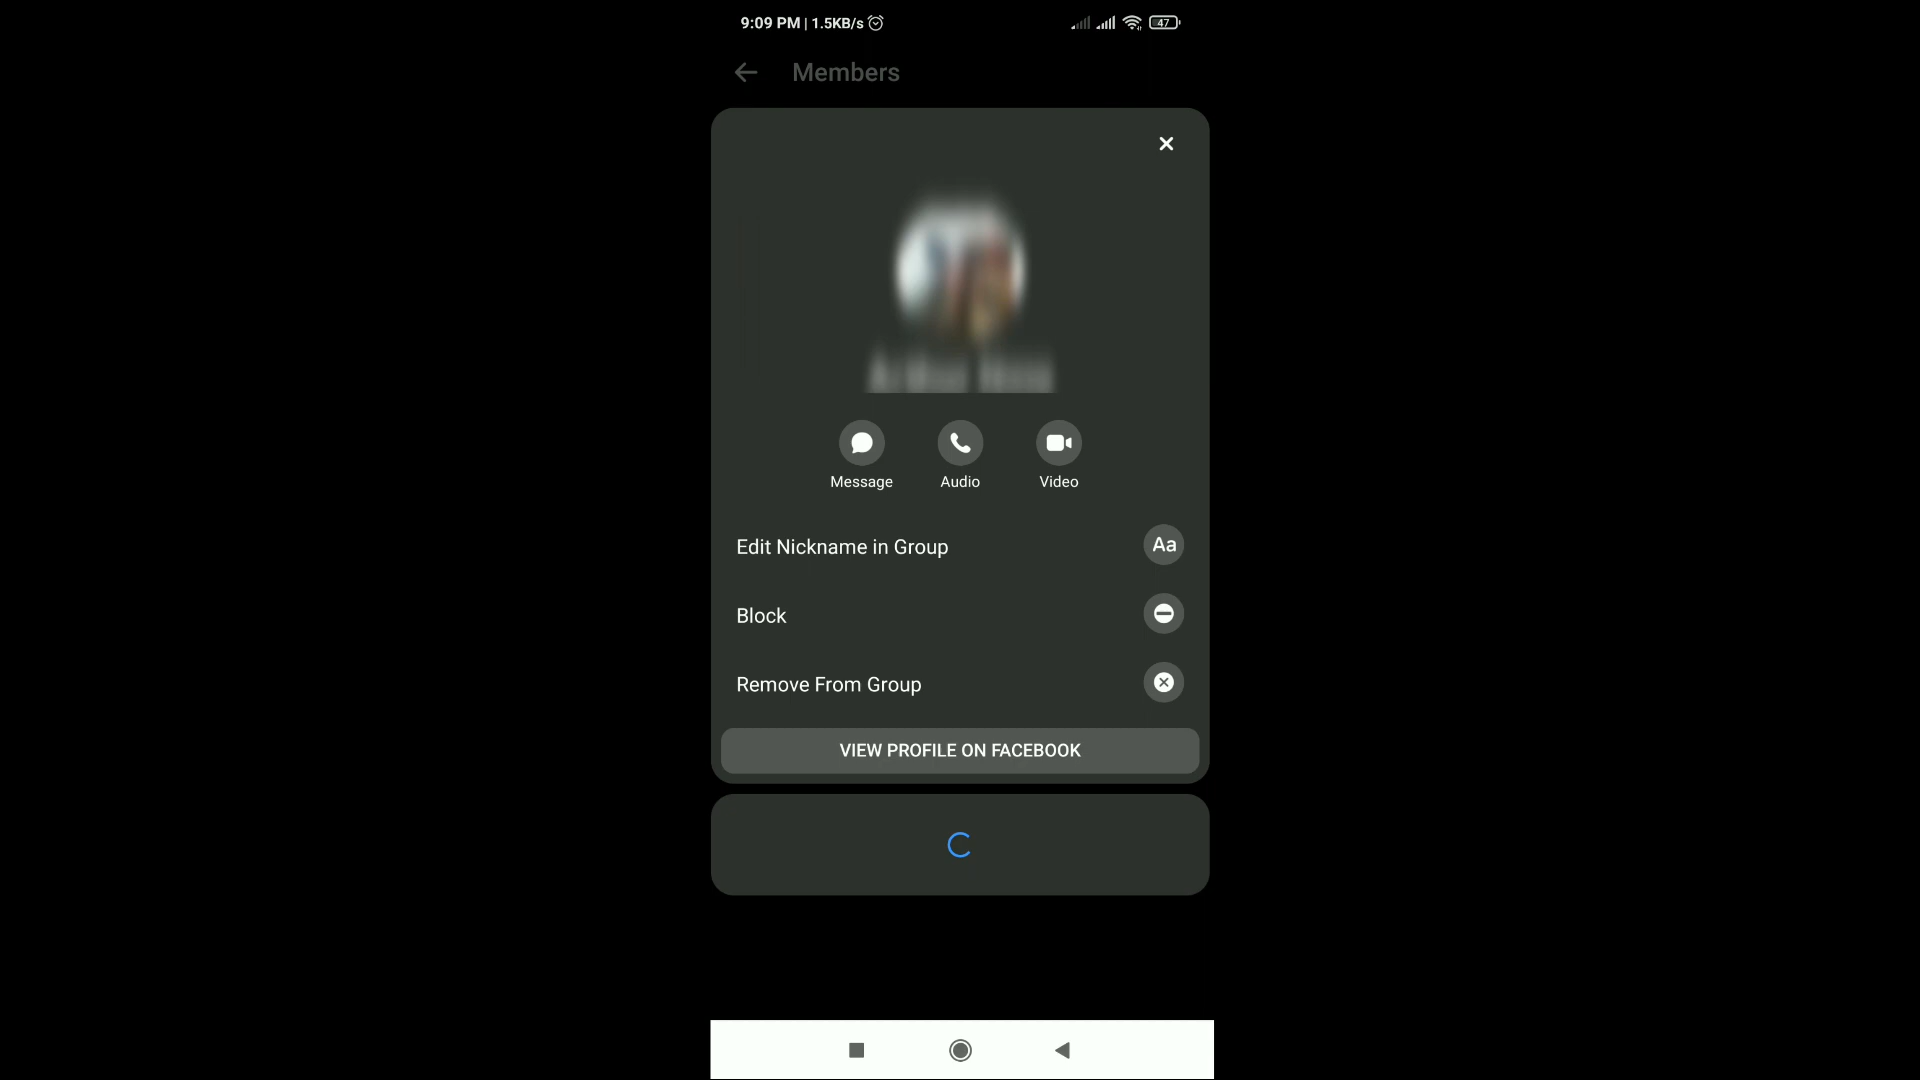 9:09 PM | 1.5KB/s
47
Members
Message
Audio
Video
Edit Nickname in Group
Aa
Block
Remove From Group
VIEW PROFILE ON FACEBOOK